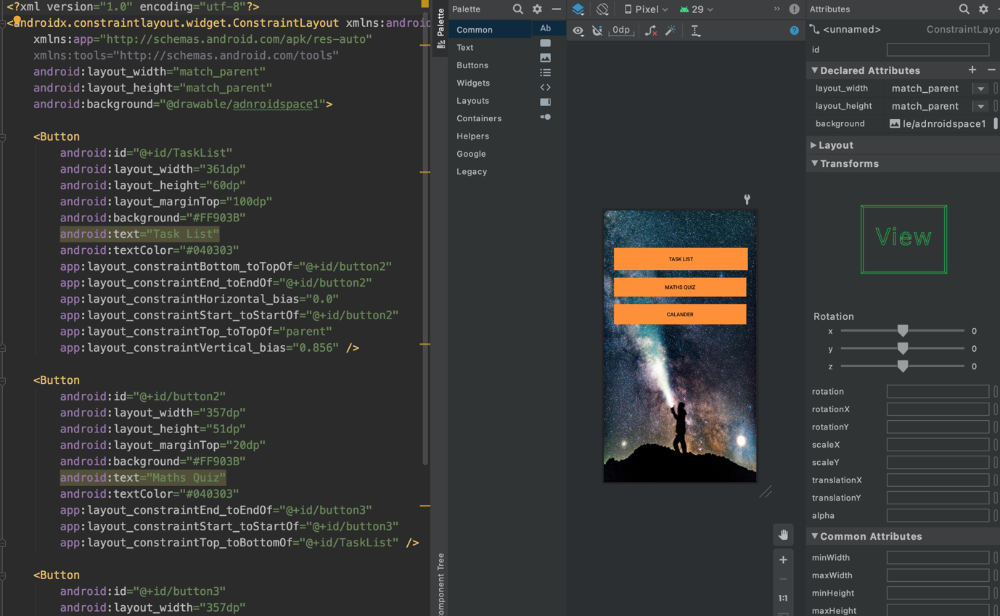 <?xml version="1.0" encoding="utf-8"?>
<androidx.constraintlayout.widget.ConstraintLayout xmlns:android
xmlns:app="http://schemas.android.com/apk/res-auto"
xmlns:tools="http://schemas.android.com/tools"
android:layout_width="match_parent"
android:layout_height="match_parent"
android:background="@drawable/adnroidspace1">
<Button
android:id="@+id/TaskList"
android:layout_width="361dp"
android:layout_height="60dp"
android:layout_marginTop="100dp"
android:background="#FF903B"
android:text="Task List"
android:textColor="#040303"
app:layout_constraintBottom_toTopOf="@+id/button2"
app:layout_constraintEnd_toEndOf="@+id/button2"
app:layout_constraintHorizontal_bias="0.0"
app:layout_constraintStart_toStartOf="@+id/button2"
app:layout_constraintTop_toTopOf="parent"
app:layout_constraintVertical_bias="0.856" />
<Button
android:id="@+id/button2"
android:layout_width="357dp"
android:layout_height="51dp"
android:layout_marginTop="20dp"
android:background="#FF903B"
android:text="Maths Quiz"
android:textColor="#040303"
app:layout_constraintEnd_toEndOf="@+id/button3"
app:layout_constraintStart_toStartOf="@+id/button3"
app:layout_constraintTop_toBottomOf="@+id/TaskList" />
<Button
android:id="@+id/button3"
android:layout_width="357dp"
Palette
omponent Tree
Palette
Common
Text
Buttons
Widgets
Layouts
Containers
Helpers
Google
Legacy
Ab
Pixel
29
0dp
TASK LIST
MATHS QUIZ
CALANDER
1:1
Attributes
<unnamed> ConstraintLayo
id
Declared Attributes
layout_width match_parent
layout_height match_parent
background le/adnroidspace1
Layout
Transforms
View
Rotation
x 0
y 0
z 0
rotation
rotationX
rotationY
scaleX
scaleY
translationX
translationY
alpha
Common Attributes
minWidth
maxWidth
minHeight
maxHeight